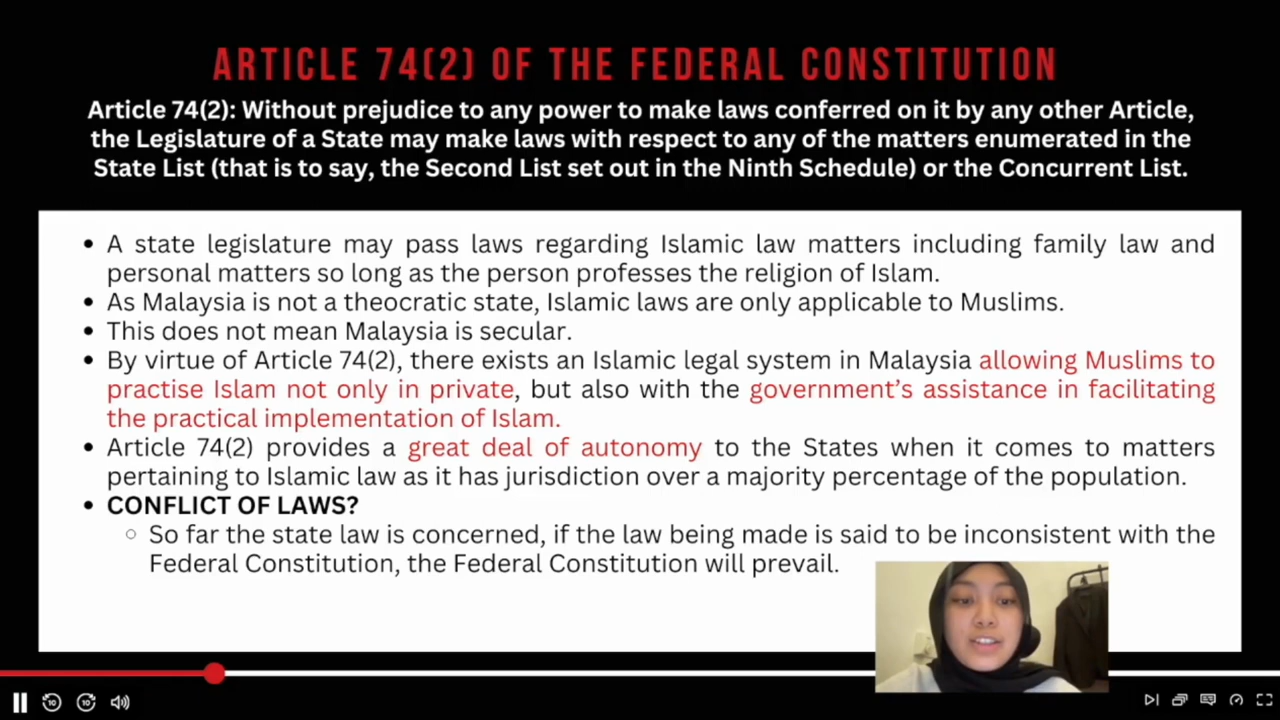 ARTICLE 74(2) OF THE FEDERAL CONSTITUTION
Article 74(2): Without prejudice to any power to make laws conferred on it by any other Article,
the Legislature of a State may make laws with respect to any of the matters enumerated in the
State List (that is to say, the Second List set out in the Ninth Schedule) or the Concurrent List.
• A state legislature may pass laws regarding Islamic law matters including family law and
personal matters so long as the person professes the religion of Islam.
• As Malaysia is not a theocratic state, Islamic laws are only applicable to Muslims.
• This does not mean Malaysia is secular.
• By virtue of Article 74(2), there exists an Islamic legal system in Malaysia allowing Muslims to
practise Islam not only in private, but also with the government's assistance in facilitating
the practical implementation of Islam.
• Article 74(2) provides a great deal of autonomy to the States when it comes to matters
pertaining to Islamic law as it has jurisdiction over a majority percentage of the population.
• CONFLICT OF LAWS?
○ So far the state law is concerned, if the law being made is said to be inconsistent with the
Federal Constitution, the Federal Constitution will prevail.
10 10